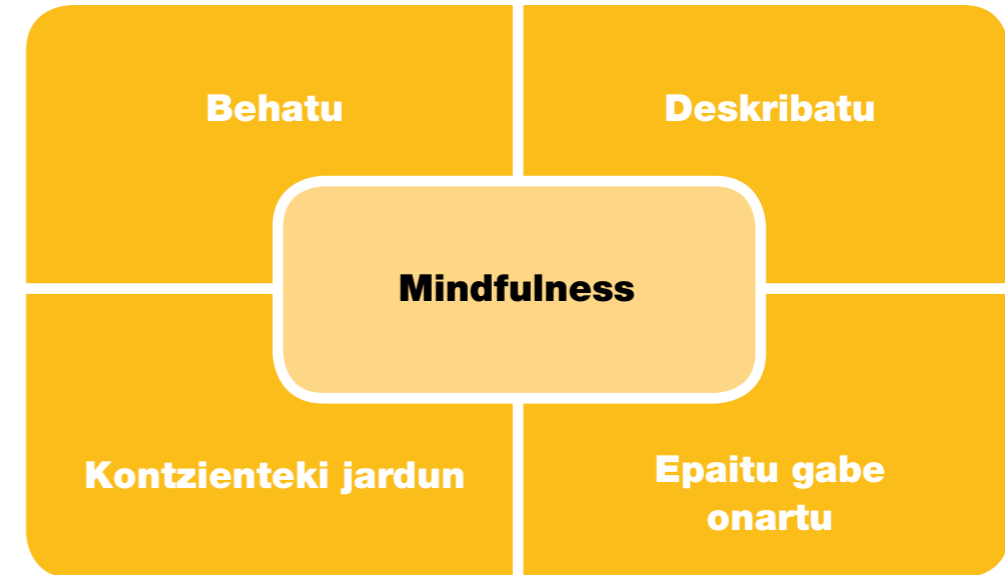 Behatu
Deskribatu
Mindfulness
Kontzienteki jardun
Epaitu gabe
onartu